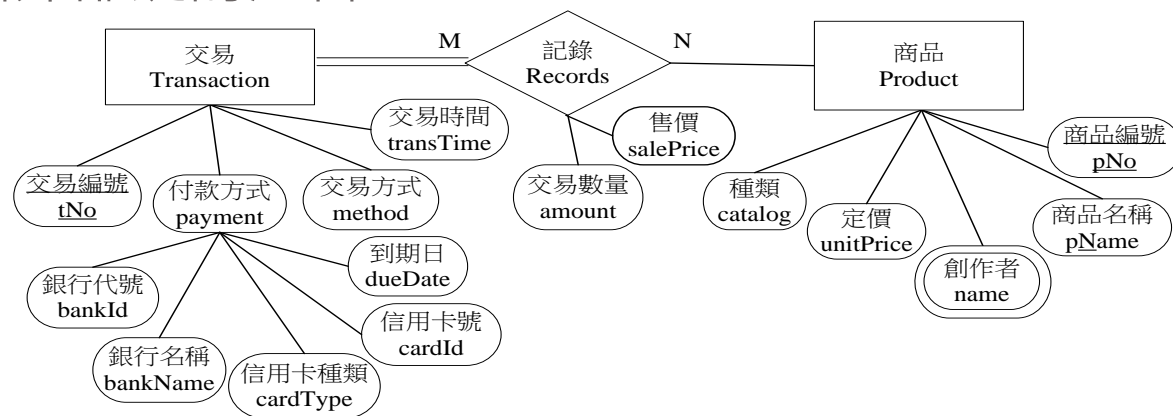 交易
Transaction
M
記錄
Records
N
商品
Product
交易時間
transTime
售價
salePrice
商品編號
pNo
交易編號
tNo
付款方式
payment
交易方式
method
交易數量
amount
種類
catalog
定價
unitPrice
商品名稱
pName
創作者
name
到期日
dueDate
銀行代號
bankId
信用卡號
cardId
銀行名稱
bankName
信用卡種類
cardType